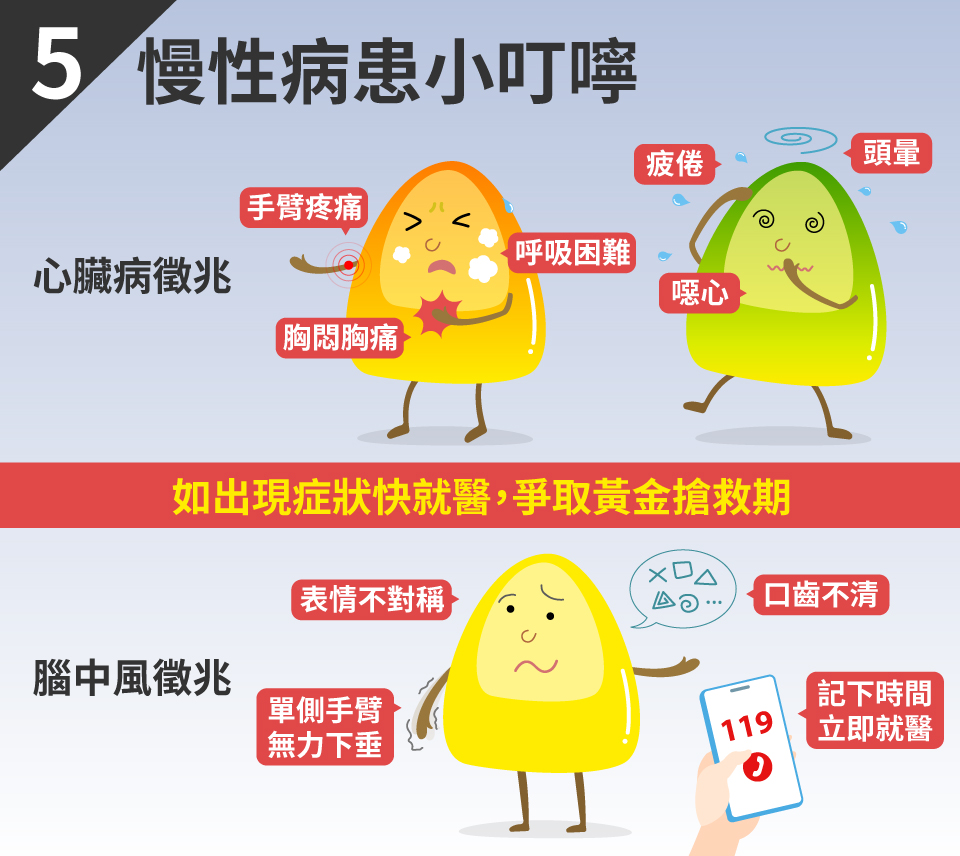 5
慢性病患小叮嚀
疲倦
頭暈
手臂疼痛
呼吸困難
心臟病徵兆
噁心
胸悶胸痛
如出現症狀快就醫,爭取黃金搶救期
表情不對稱
口齒不清
腦中風徵兆
單側手臂
無力下垂
記下時間
立即就醫
119